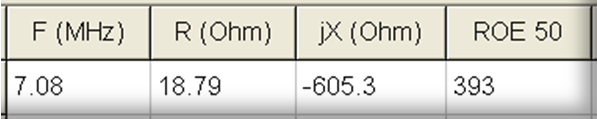 F (MHz) R (Ohm) jX (Ohm) ROE 50
7.08 18.79 -605.3 393